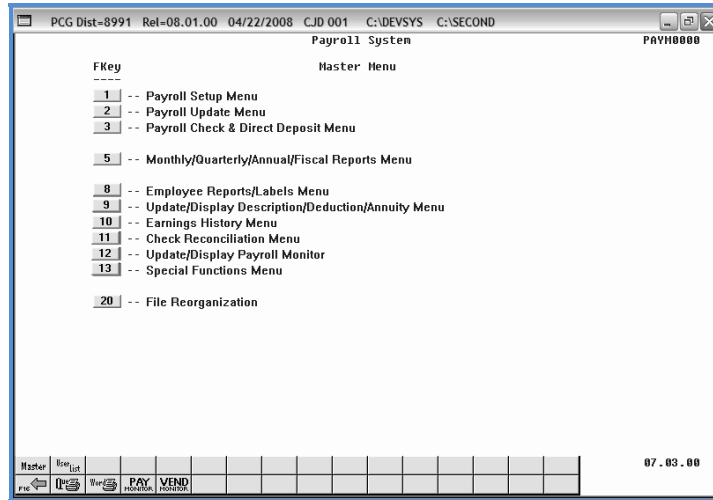 PCG Dist=8991 Rel=08.01.00 04/22/2008 CJD 001 C:\DEVSYS C:\SECOND
Payroll System PAYM0000
FKey Master Menu
----
1 -- Payroll Setup Menu
2 -- Payroll Update Menu
3 -- Payroll Check & Direct Deposit Menu
5 -- Monthly/Quarterly/Annual/Fiscal Reports Menu
8 -- Employee Reports/Labels Menu
9 -- Update/Display Description/Deduction/Annuity Menu
10 -- Earnings History Menu
11 -- Check Reconciliation Menu
12 -- Update/Display Payroll Monitor
13 -- Special Functions Menu
20 -- File Reorganization
Master User List 07.03.00
F16 Que Word PAY MONITOR VEND MONITOR